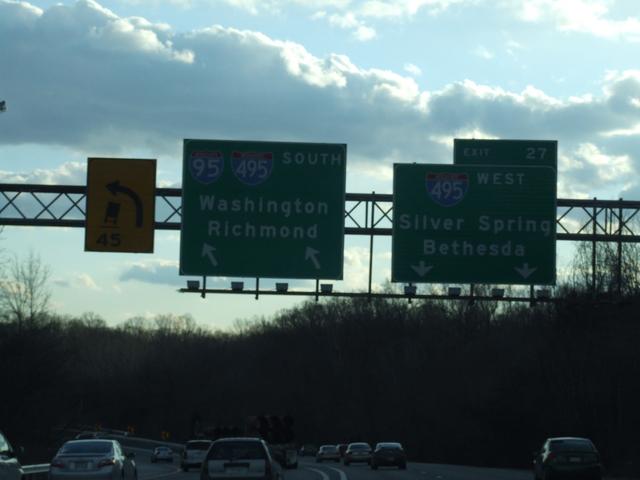 45
95 495 SOUTH
Washington
Richmond
EXIT 27
495 WEST
Silver Spring
Bethesda